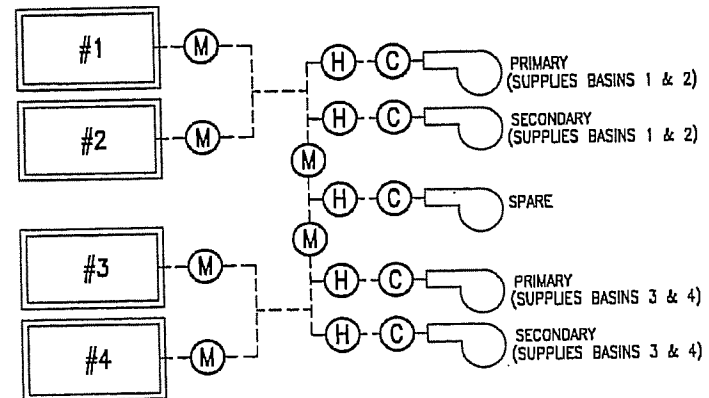 #1
M
H
C
PRIMARY
(SUPPLIES BASINS 1 & 2)
#2
M
H
C
SECONDARY
(SUPPLIES BASINS 1 & 2)
M
H
C
SPARE
M
#3
M
H
C
PRIMARY
(SUPPLIES BASINS 3 & 4)
#4
M
H
C
SECONDARY
(SUPPLIES BASINS 3 & 4)